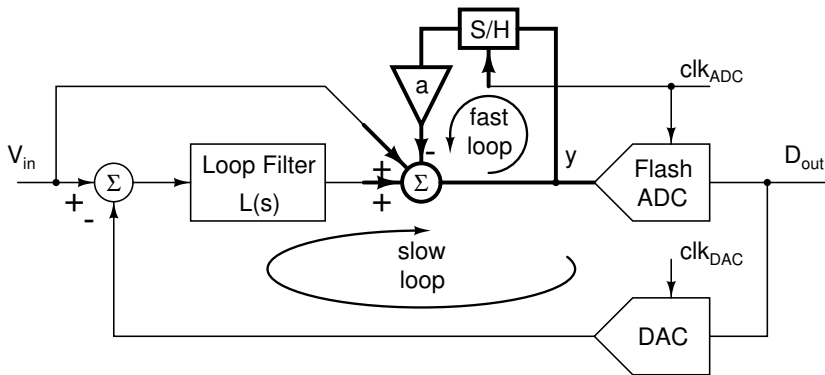 S/H
a
clk_ADC
fast
loop
V_in
Loop Filter
L(s)
Σ
Σ
+
-
+
+
-
y
Flash
ADC
D_out
slow
loop
clk_DAC
DAC